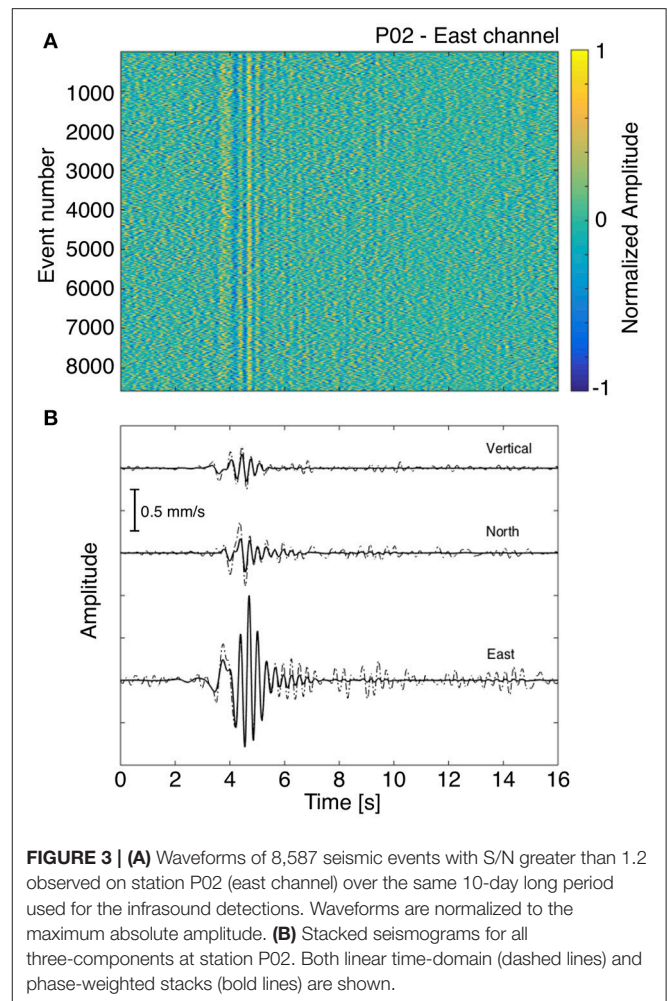 A
P02 - East channel
1000
2000
3000
4000
5000
6000
7000
8000
Event number
1
0
-1
Normalized Amplitude
B
Vertical
0.5 mm/s
North
East
Amplitude
0 2 4 6 8 10 12 14 16
Time [s]
FIGURE 3 | (A) Waveforms of 8,587 seismic events with S/N greater than 1.2
observed on station P02 (east channel) over the same 10-day long period
used for the infrasound detections. Waveforms are normalized to the
maximum absolute amplitude. (B) Stacked seismograms for all
three-components at station P02. Both linear time-domain (dashed lines) and
phase-weighted stacks (bold lines) are shown.